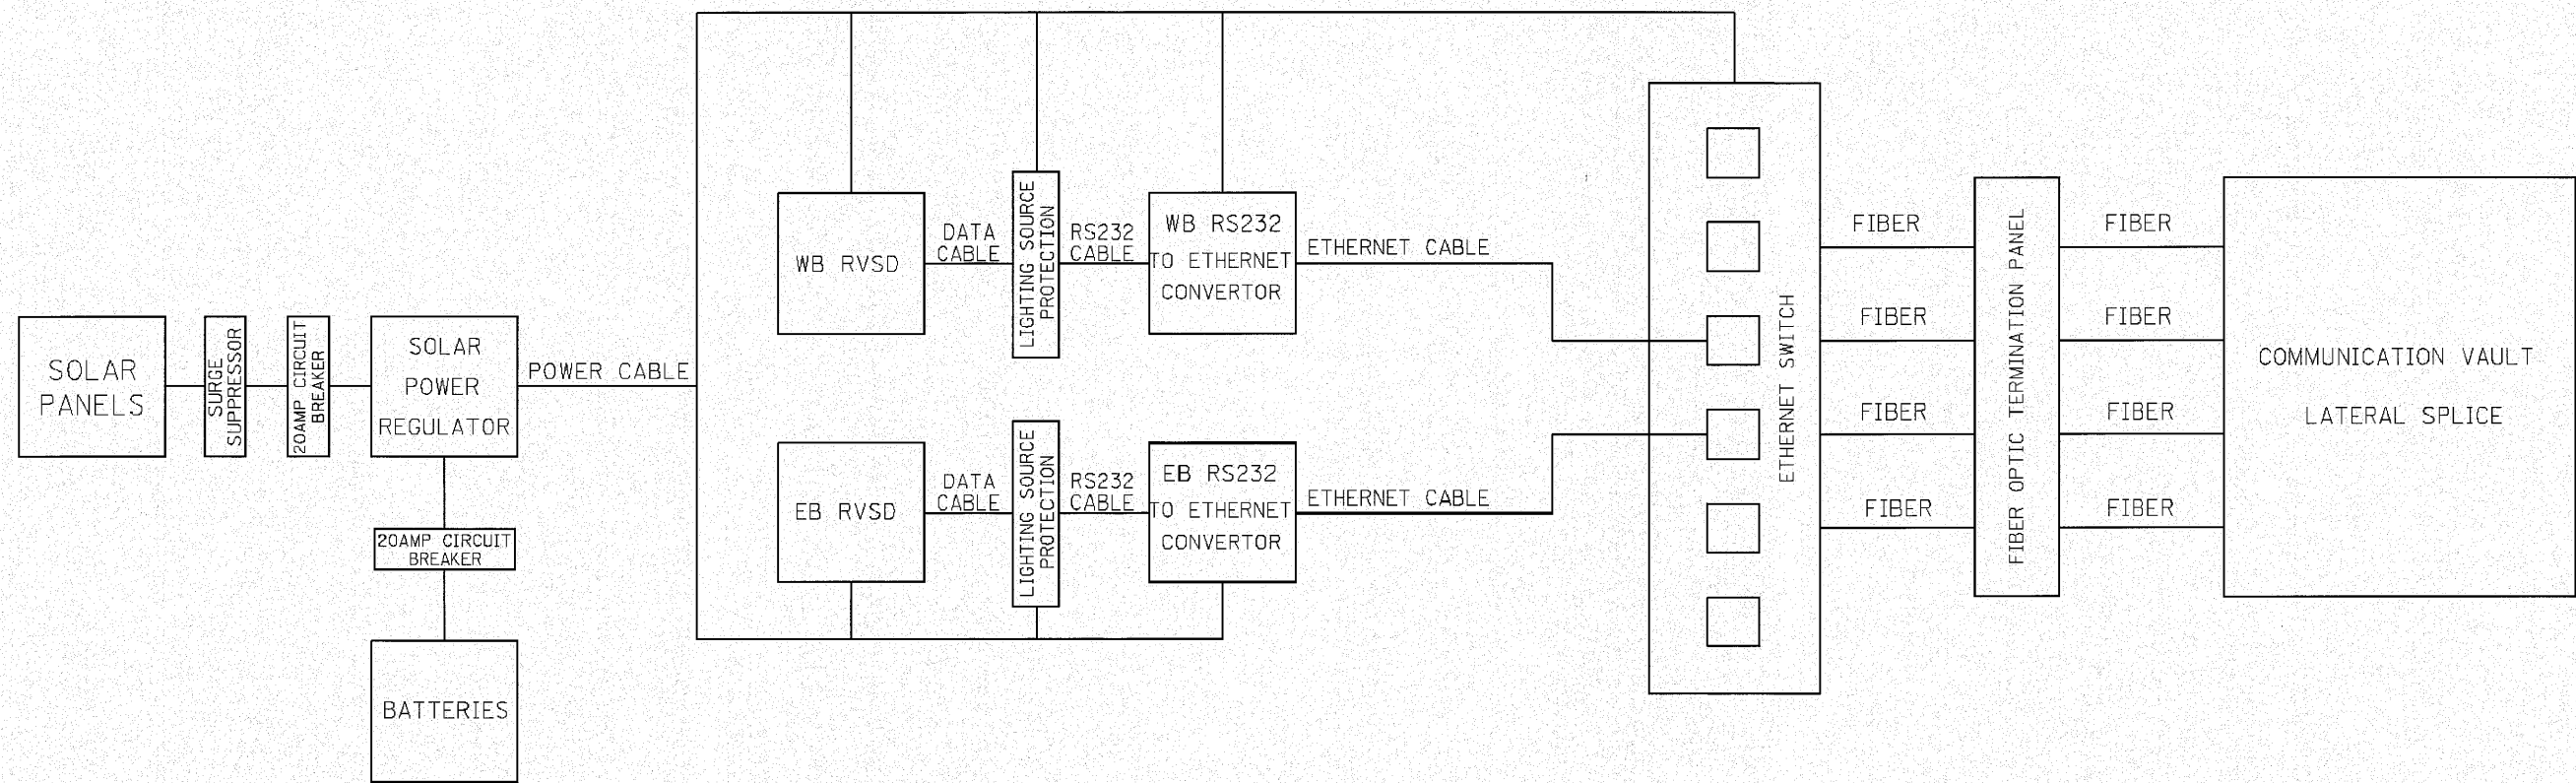 SOLAR
PANELS
SURGE
SUPPRESSOR
20AMP CIRCUIT
BREAKER
SOLAR
POWER
REGULATOR
20AMP CIRCUIT
BREAKER
BATTERIES
POWER CABLE
WB RVSD
DATA
CABLE
LIGHTING SOURCE
PROTECTION
RS232
CABLE
WB RS232
TO ETHERNET
CONVERTOR
ETHERNET CABLE
EB RVSD
DATA
CABLE
LIGHTING SOURCE
PROTECTION
RS232
CABLE
EB RS232
TO ETHERNET
CONVERTOR
ETHERNET CABLE
ETHERNET SWITCH
FIBER
FIBER
FIBER
FIBER
FIBER OPTIC TERMINATION PANEL
FIBER
FIBER
FIBER
FIBER
COMMUNICATION VAULT
LATERAL SPLICE